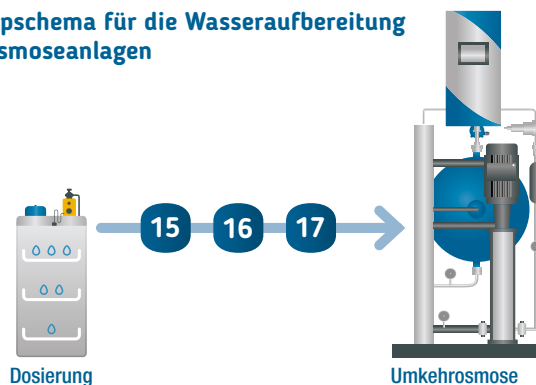 pschema für die Wasseraufbereitung
smoseanlagen
15 16 17
Dosierung Umkehrosmose